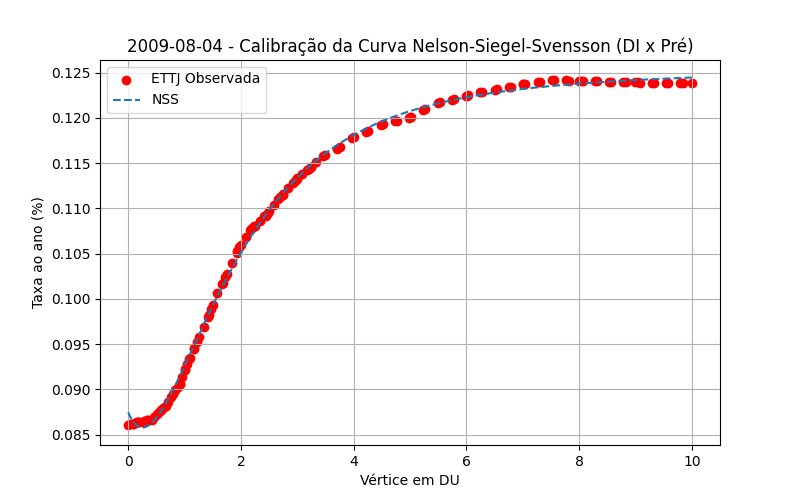 2009-08-04 - Calibração da Curva Nelson-Siegel-Svensson (DI x Pré)
ETTJ Observada
NSS
Taxa ao ano (%)
0.125
0.120
0.115
0.110
0.105
0.100
0.095
0.090
0.085
0 2 4 6 8 10
Vértice em DU